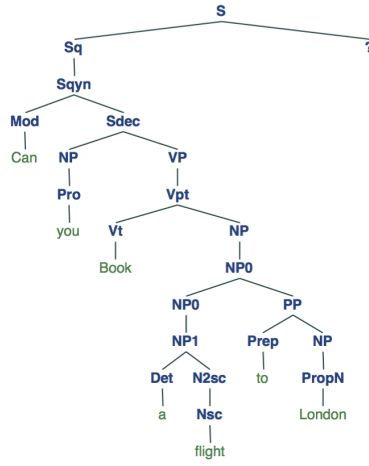 S
Sq ?
Sqyn
Mod Sdec
Can NP VP
Pro Vpt
you Vt NP
Book NP0
NP0 PP
NP1 Prep NP
Det N2sc to PropN
a Nsc London
flight